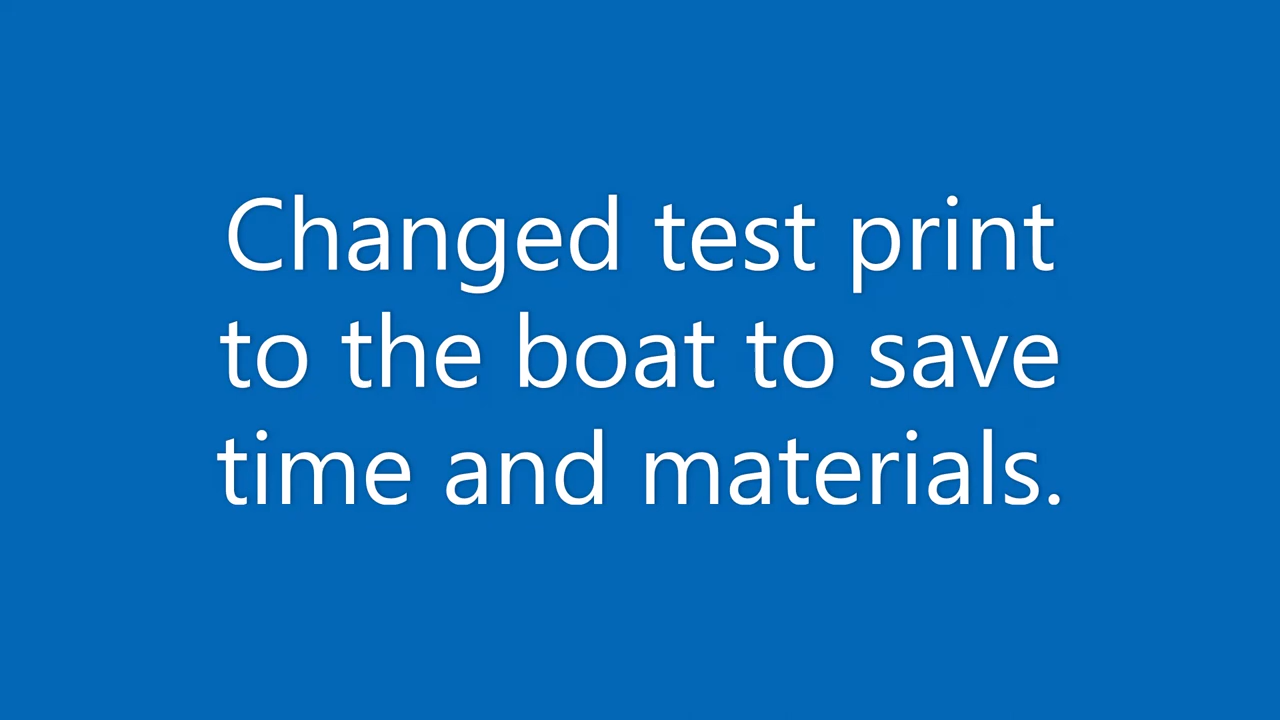 Changed test print
to the boat to save
time and materials.